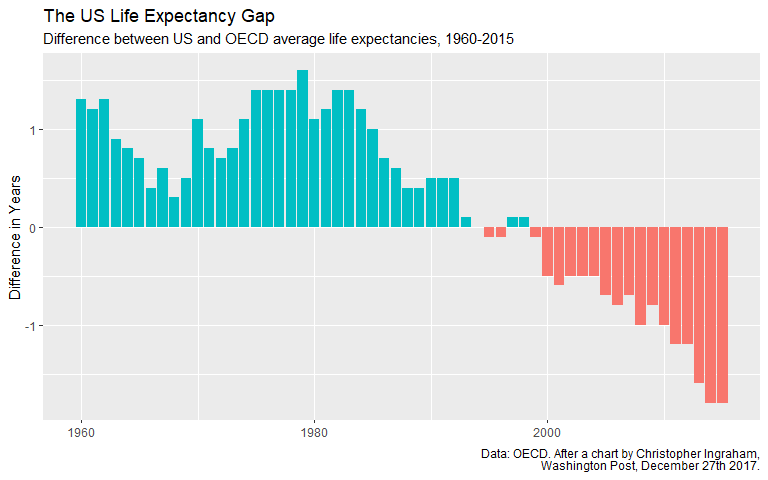 The US Life Expectancy Gap
Difference between US and OECD average life expectancies, 1960-2015
Difference in Years
1
0
-1
1960
1980
2000
Data: OECD. After a chart by Christopher Ingraham,
Washington Post, December 27th 2017.